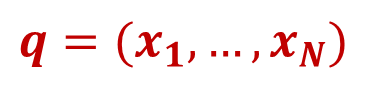 q = (x₁, ..., x_N)